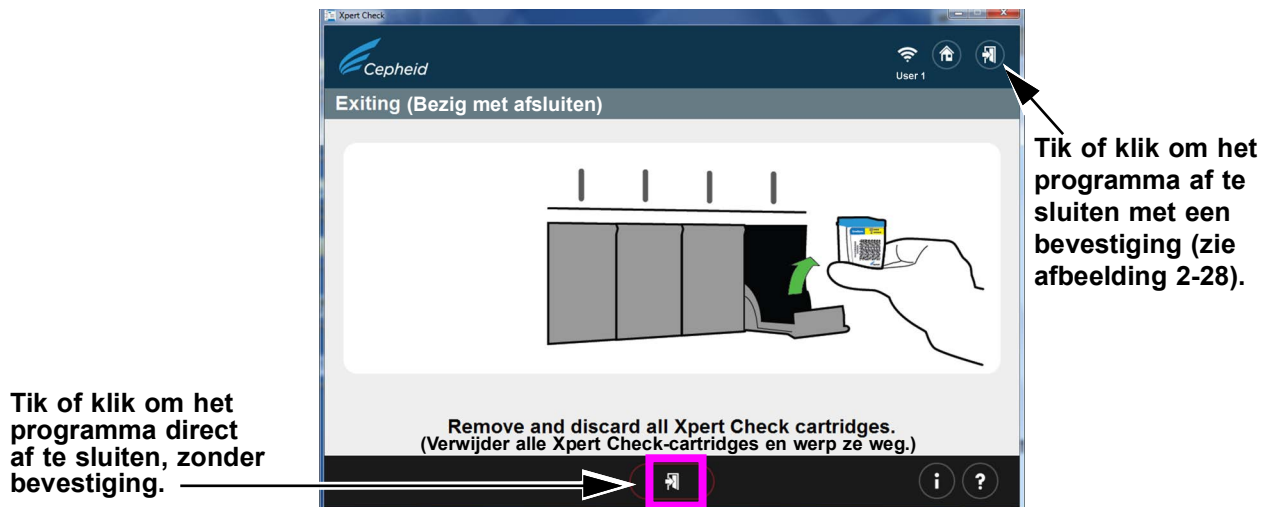 Xpert Check
Cepheid
User 1
Exiting (Bezig met afsluiten)
Tik of klik om het
programma af te
sluiten met een
bevestiging (zie
afbeelding 2-28).
Remove and discard all Xpert Check cartridges.
(Verwijder alle Xpert Check-cartridges en werp ze weg.)
Tik of klik om het
programma direct
af te sluiten, zonder
bevestiging.
i ?